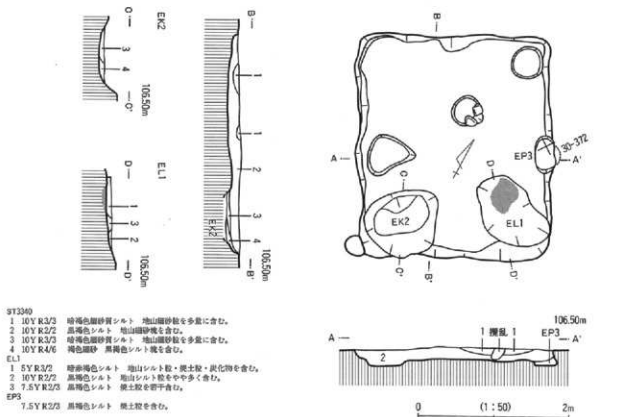 EK2
O
O'
3
4
106.50m
B
B'
1
1
2
3
4
EK2
106.50m
EL1
D
D'
1
3
2
106.50m
B
A
A'
EP3
30-372
D
C
EK2
EL1
O'
B'
106.50m
A
1 攪乱 1
EP3
A'
2
0 (1:50) 2m
ST3340
1 10YR3/3 暗褐色細砂質シルト 地山細砂粒を多量に含む。
2 10YR2/2 黒褐色シルト 地山細砂塊を含む。
3 10YR3/3 暗褐色細砂質シルト 地山細砂粒を多量に含む。
4 10YR4/6 褐色細砂 黒褐色シルト塊を含む。
EL1
1 5YR3/2 暗赤褐色シルト 地山シルト粒・焼土粒・炭化物を含む。
2 10YR2/2 黒褐色シルト 地山シルト粒をやや多く含む。
3 7.5YR2/3 黒褐色シルト 焼土粒を若干含む。
EP3
7.5YR2/3 黒褐色シルト 焼土粒を含む。